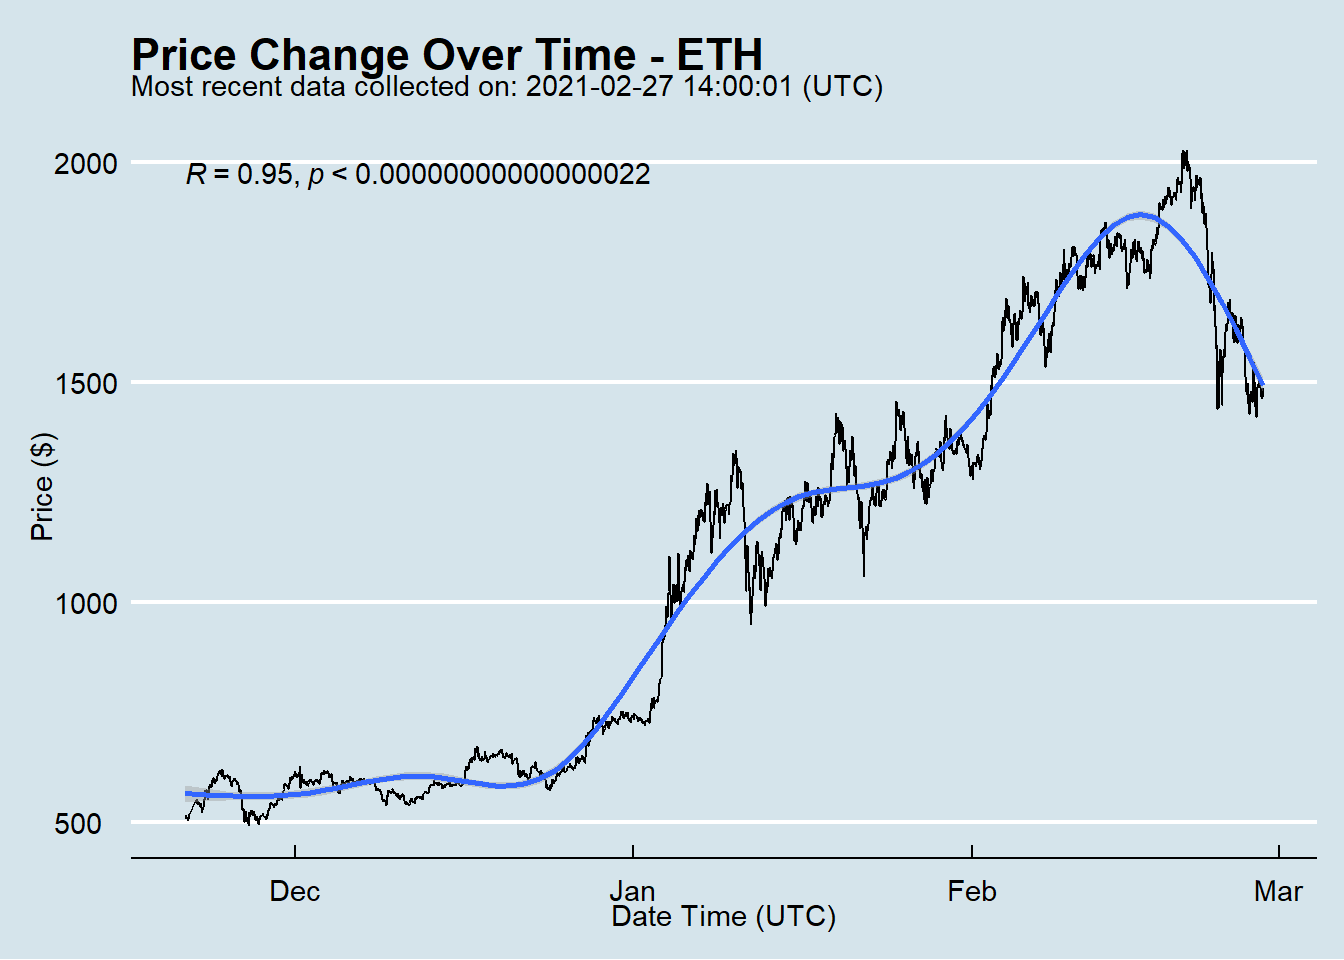 Price Change Over Time - ETH
Most recent data collected on: 2021-02-27 14:00:01 (UTC)
R = 0.95, p < 0.00000000000000022
2000
1500
1000
500
Price ($)
Dec Jan Feb Mar
Date Time (UTC)